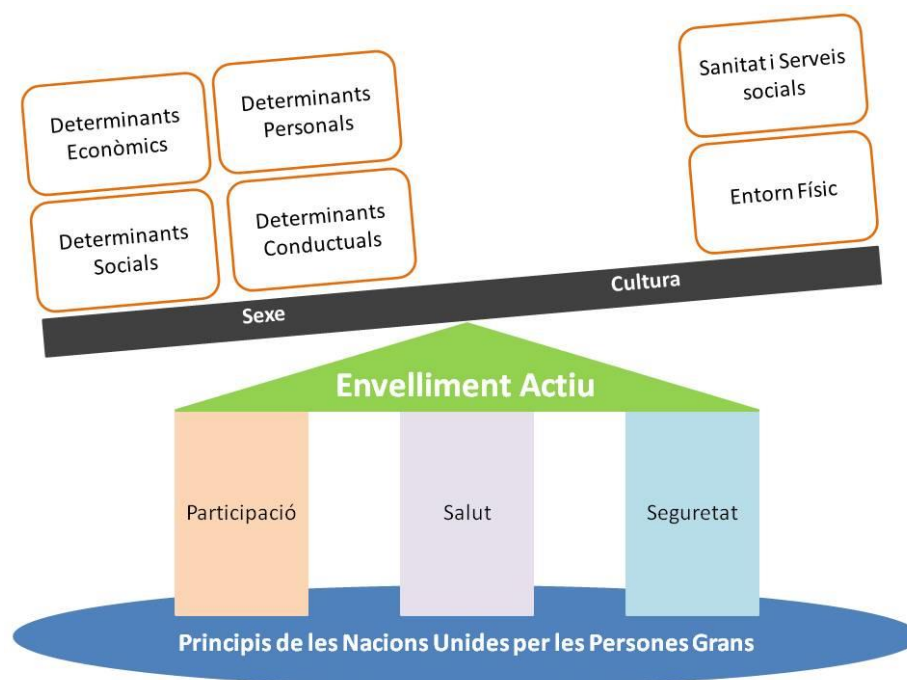 Determinants
Econòmics
Determinants
Personals
Sanitat i Serveis
socials
Determinants
Socials
Determinants
Conductuals
Entorn Físic
Sexe
Cultura
Envelliment Actiu
Participació
Salut
Seguretat
Principis de les Nacions Unides per les Persones Grans